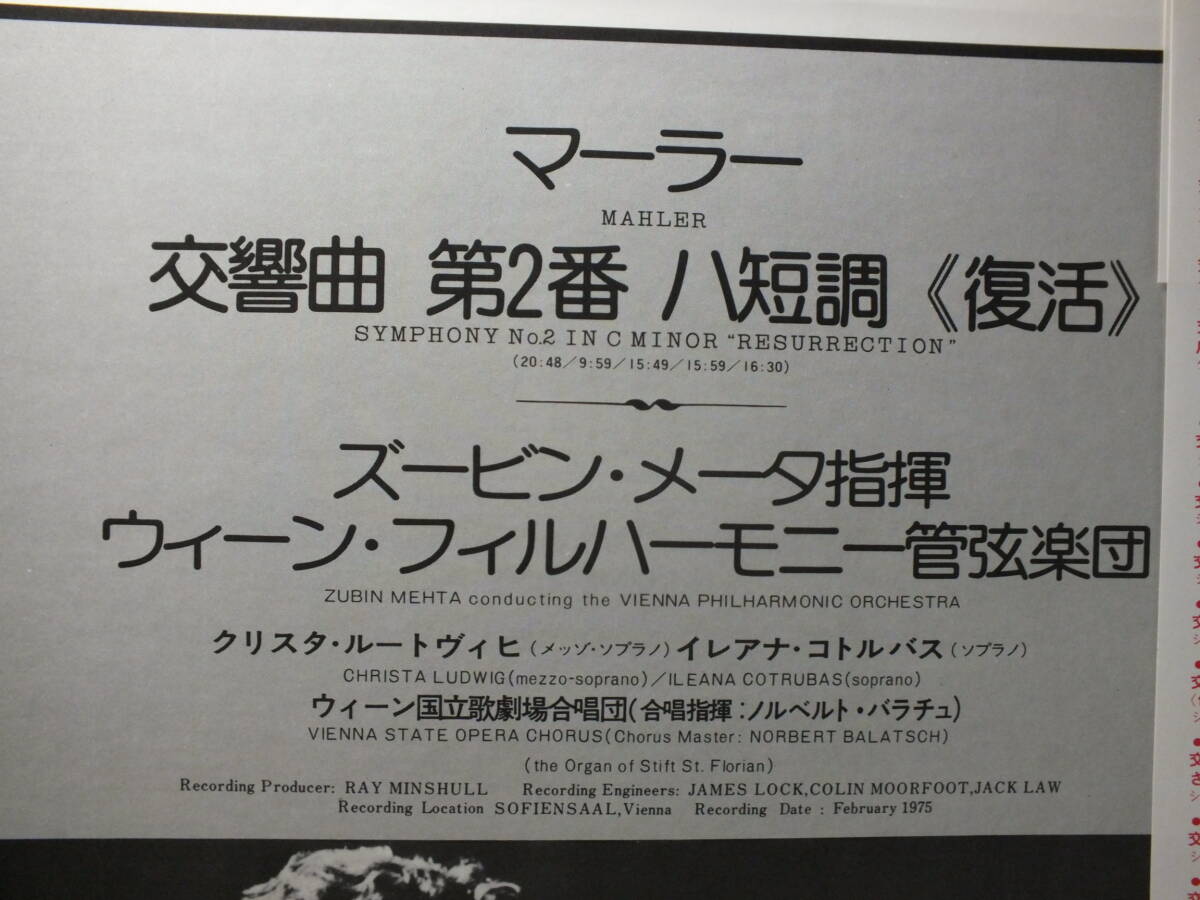 マーラー
MAHLER
交響曲 第2番 ハ短調《復活》
SYMPHONY No.2 IN C MINOR “RESURRECTION”
(20:48/9:59/15:49/15:59/16:30)
ズービン・メータ指揮
ウィーン・フィルハーモニー管弦楽団
ZUBIN MEHTA conducting the VIENNA PHILHARMONIC ORCHESTRA
クリスタ・ルートヴィヒ(メッゾ・ソプラノ)イレアナ・コトルバス(ソプラノ)
CHRISTA LUDWIG(mezzo-soprano)/ILEANA COTRUBAS(soprano)
ウィーン国立歌劇場合唱団(合唱指揮:ノルベルト・バラチュ)
VIENNA STATE OPERA CHORUS(Chorus Master: NORBERT BALATSCH)
(the Organ of Stift St. Florian)
Recording Producer: RAY MINSHULL Recording Engineers: JAMES LOCK,COLIN MOORFOOT,JACK LAW
Recording Location SOFIENSAAL,Vienna Recording Date : February 1975